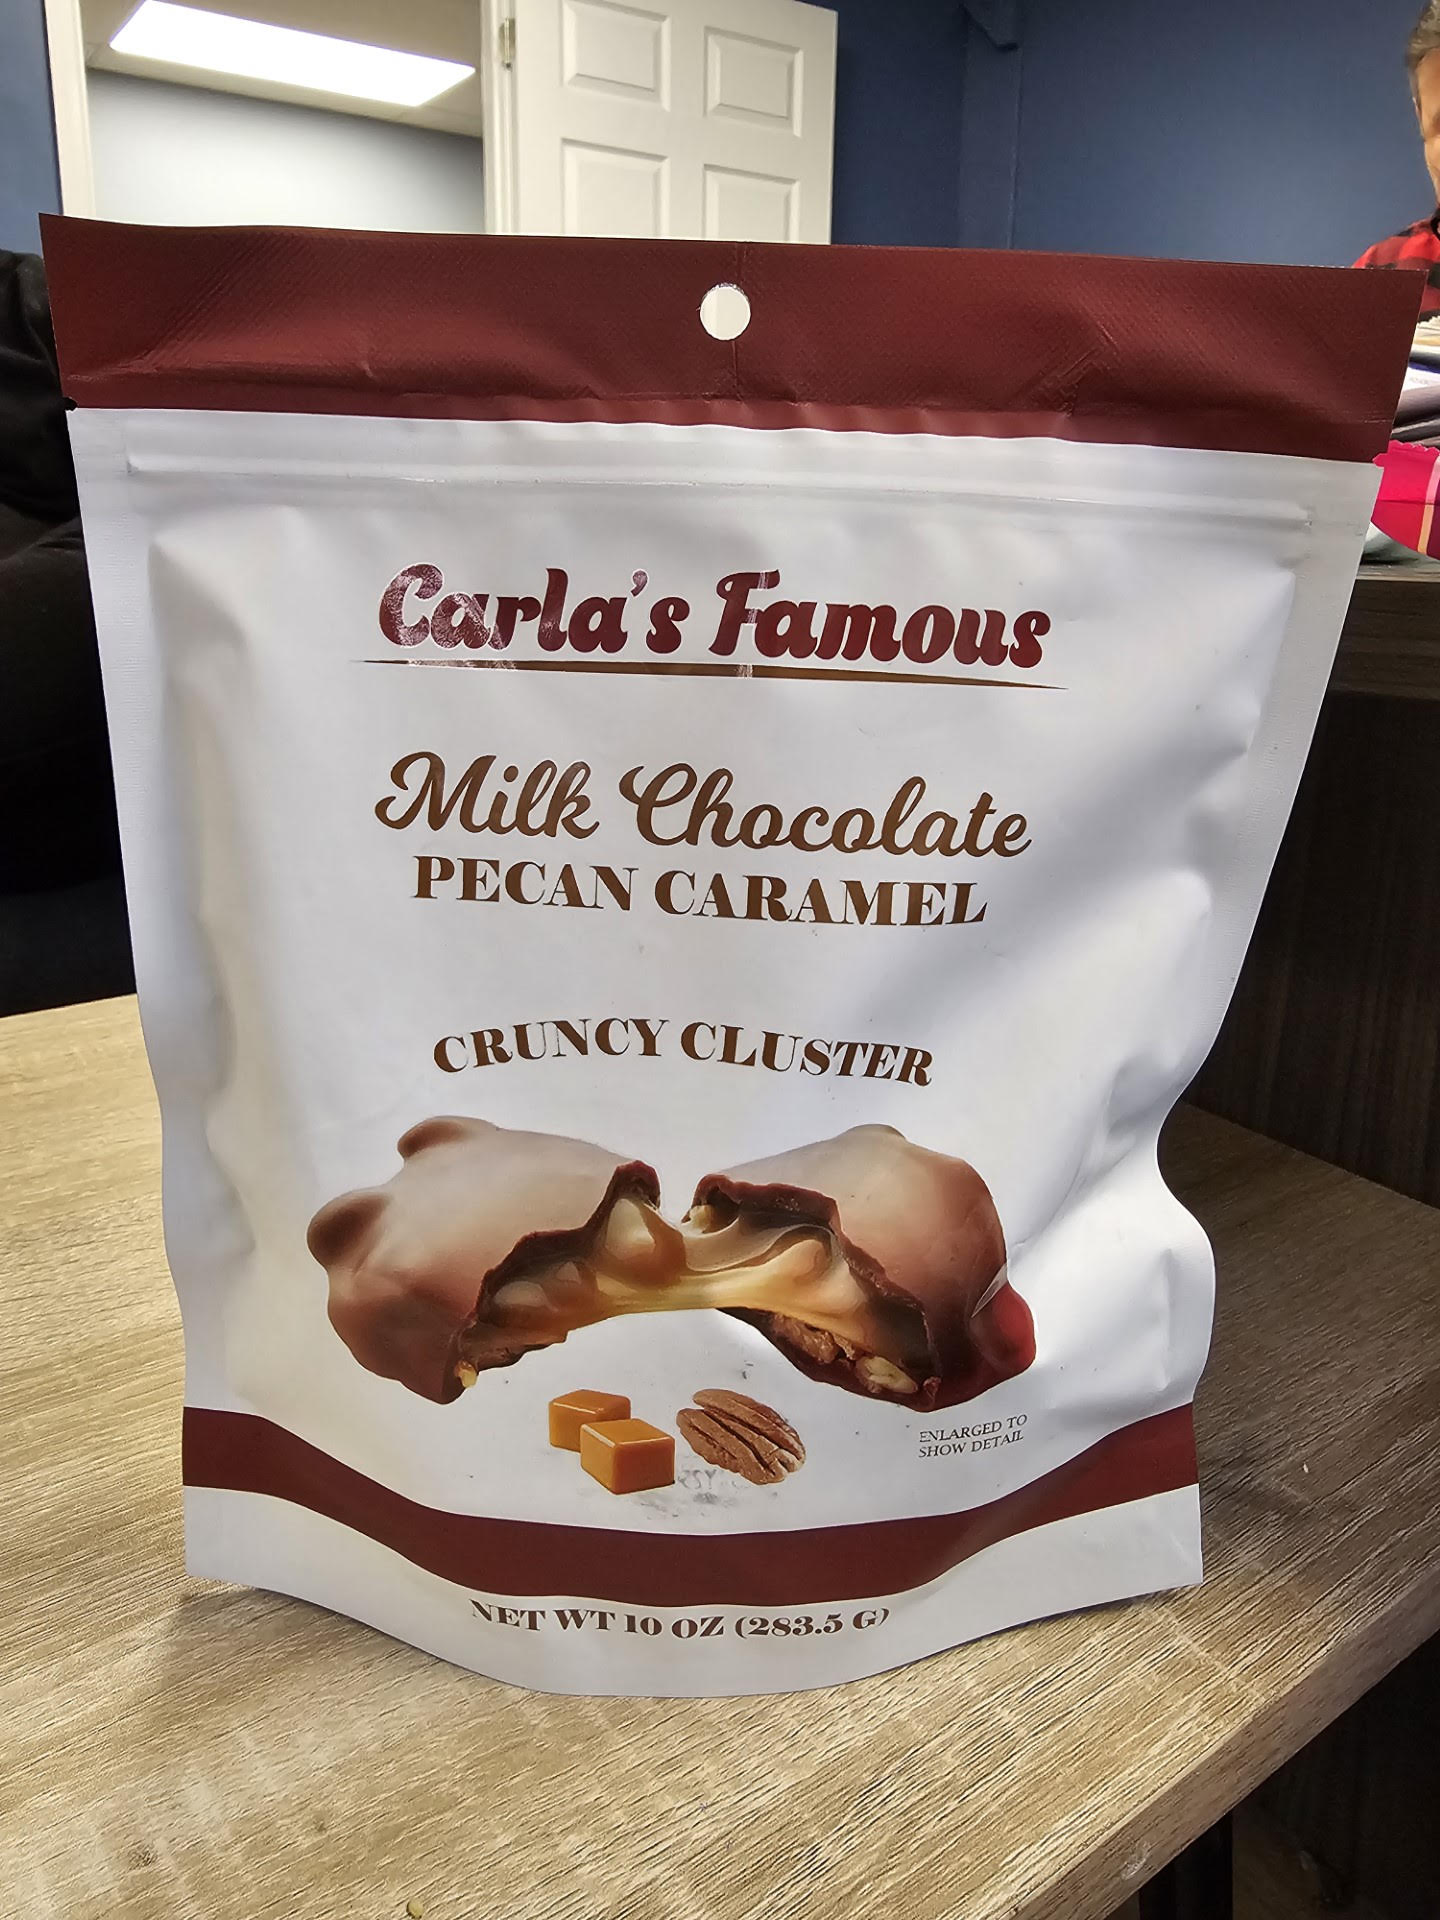 Carla's Famous
Milk Chocolate
PECAN CARAMEL
CRUNCY CLUSTER
ENLARGED TO
SHOW DETAIL
NET WT 10 OZ (283.5 G)